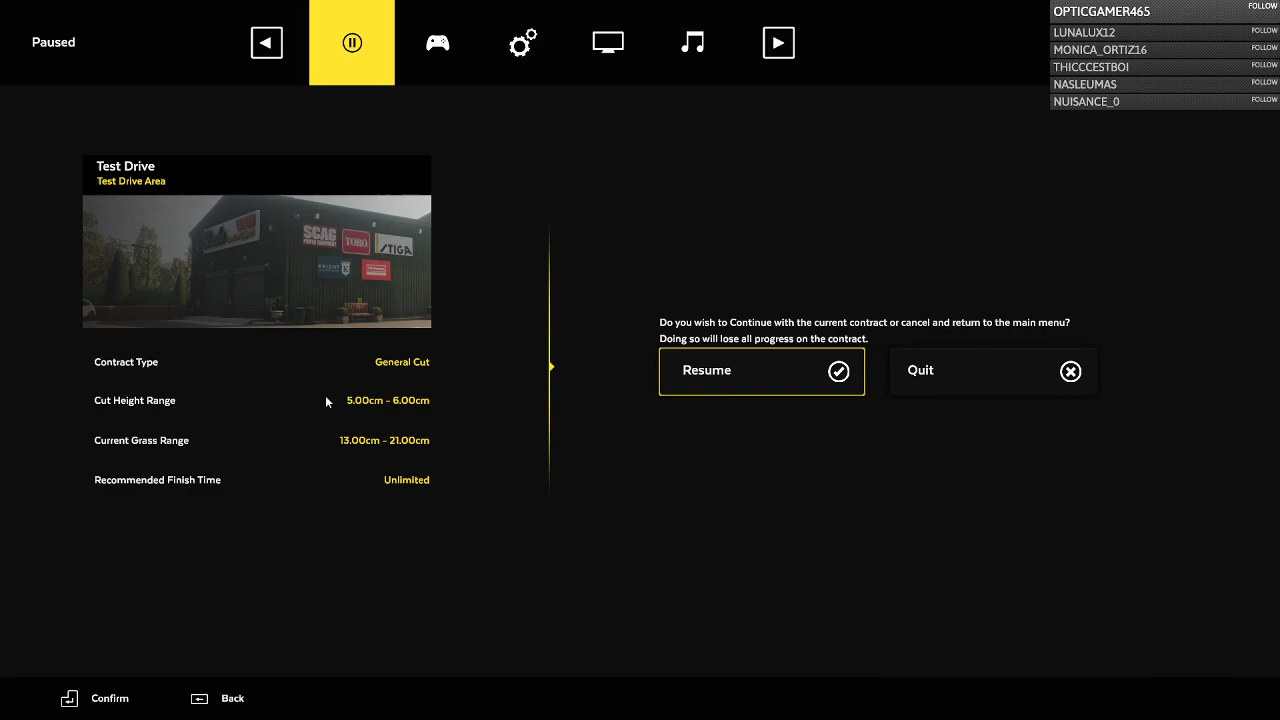 Paused
OPTICGAMER465 FOLLOW
LUNALUX12 FOLLOW
MONICA_ORTIZ16 FOLLOW
THICCCESTBOI FOLLOW
NASLEUMAS FOLLOW
NUISANCE_0 FOLLOW
Test Drive
Test Drive Area
SCAG
POWER EQUIPMENT
TORO
STIGA
Contract Type General Cut
Cut Height Range 5.00cm - 6.00cm
Current Grass Range 13.00cm - 21.00cm
Recommended Finish Time Unlimited
Do you wish to Continue with the current contract or cancel and return to the main menu?
Doing so will lose all progress on the contract.
Resume
Quit
Confirm
Back